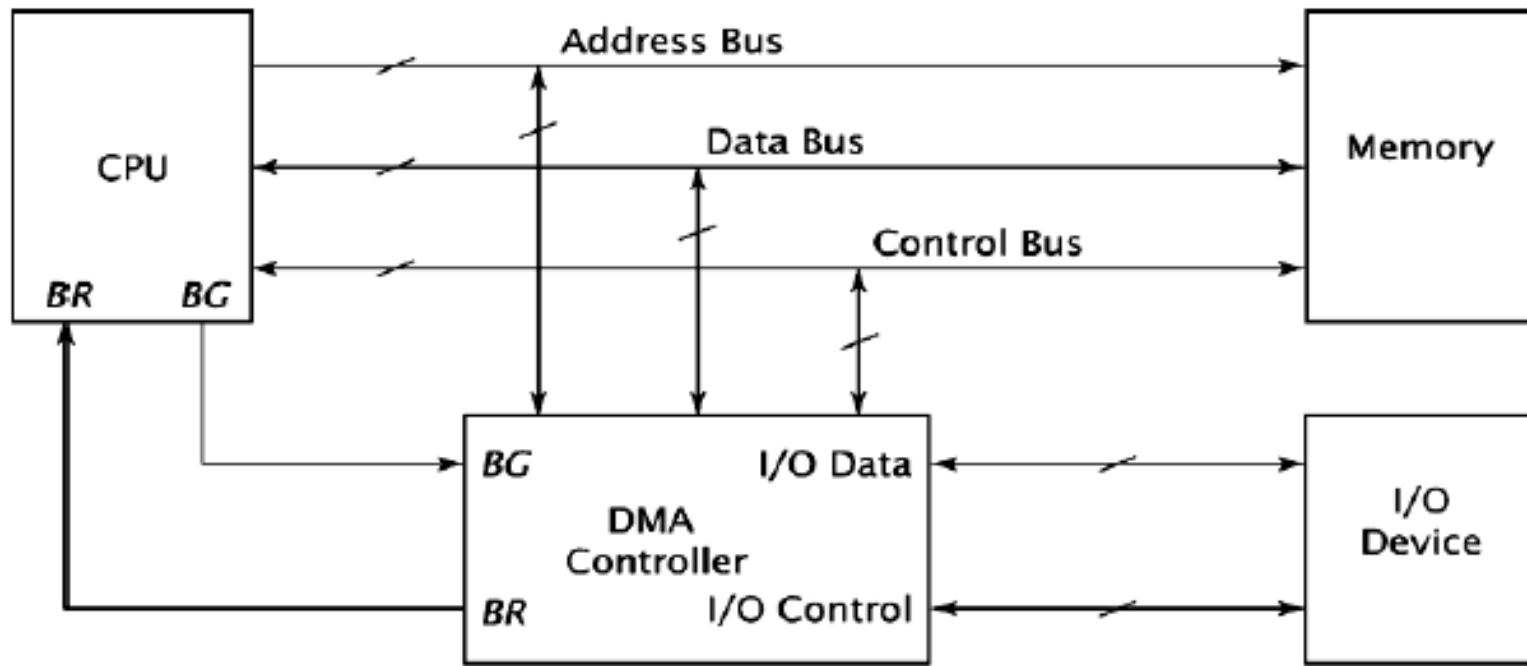 Address Bus
Data Bus
CPU
Memory
Control Bus
BR BG
BG I/O Data
DMA
Controller
I/O
Device
BR I/O Control